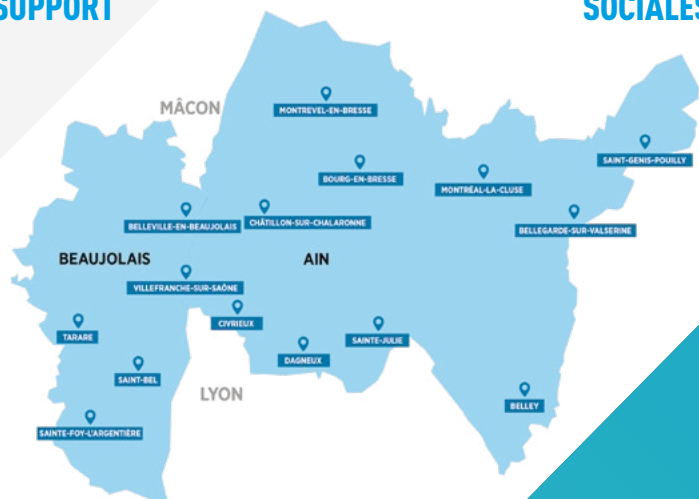 SUPPORT
SOCIALES
MÂCON
MONTREVEL-EN-BRESSE
SAINT-GENIS-POUILLY
BOURG-EN-BRESSE
MONTRÉAL-LA-CLUSE
BELLEVILLE-EN-BEAUJOLAIS
CHÂTILLON-SUR-CHALARONNE
BELLEGARDE-SUR-VALSERINE
BEAUJOLAIS
AIN
VILLEFRANCHE-SUR-SAÔNE
CIVRIEUX
TARARE
SAINTE-JULIE
DAGNEUX
SAINT-BEL
LYON
BELLEY
SAINTE-FOY-L'ARGENTIÈRE